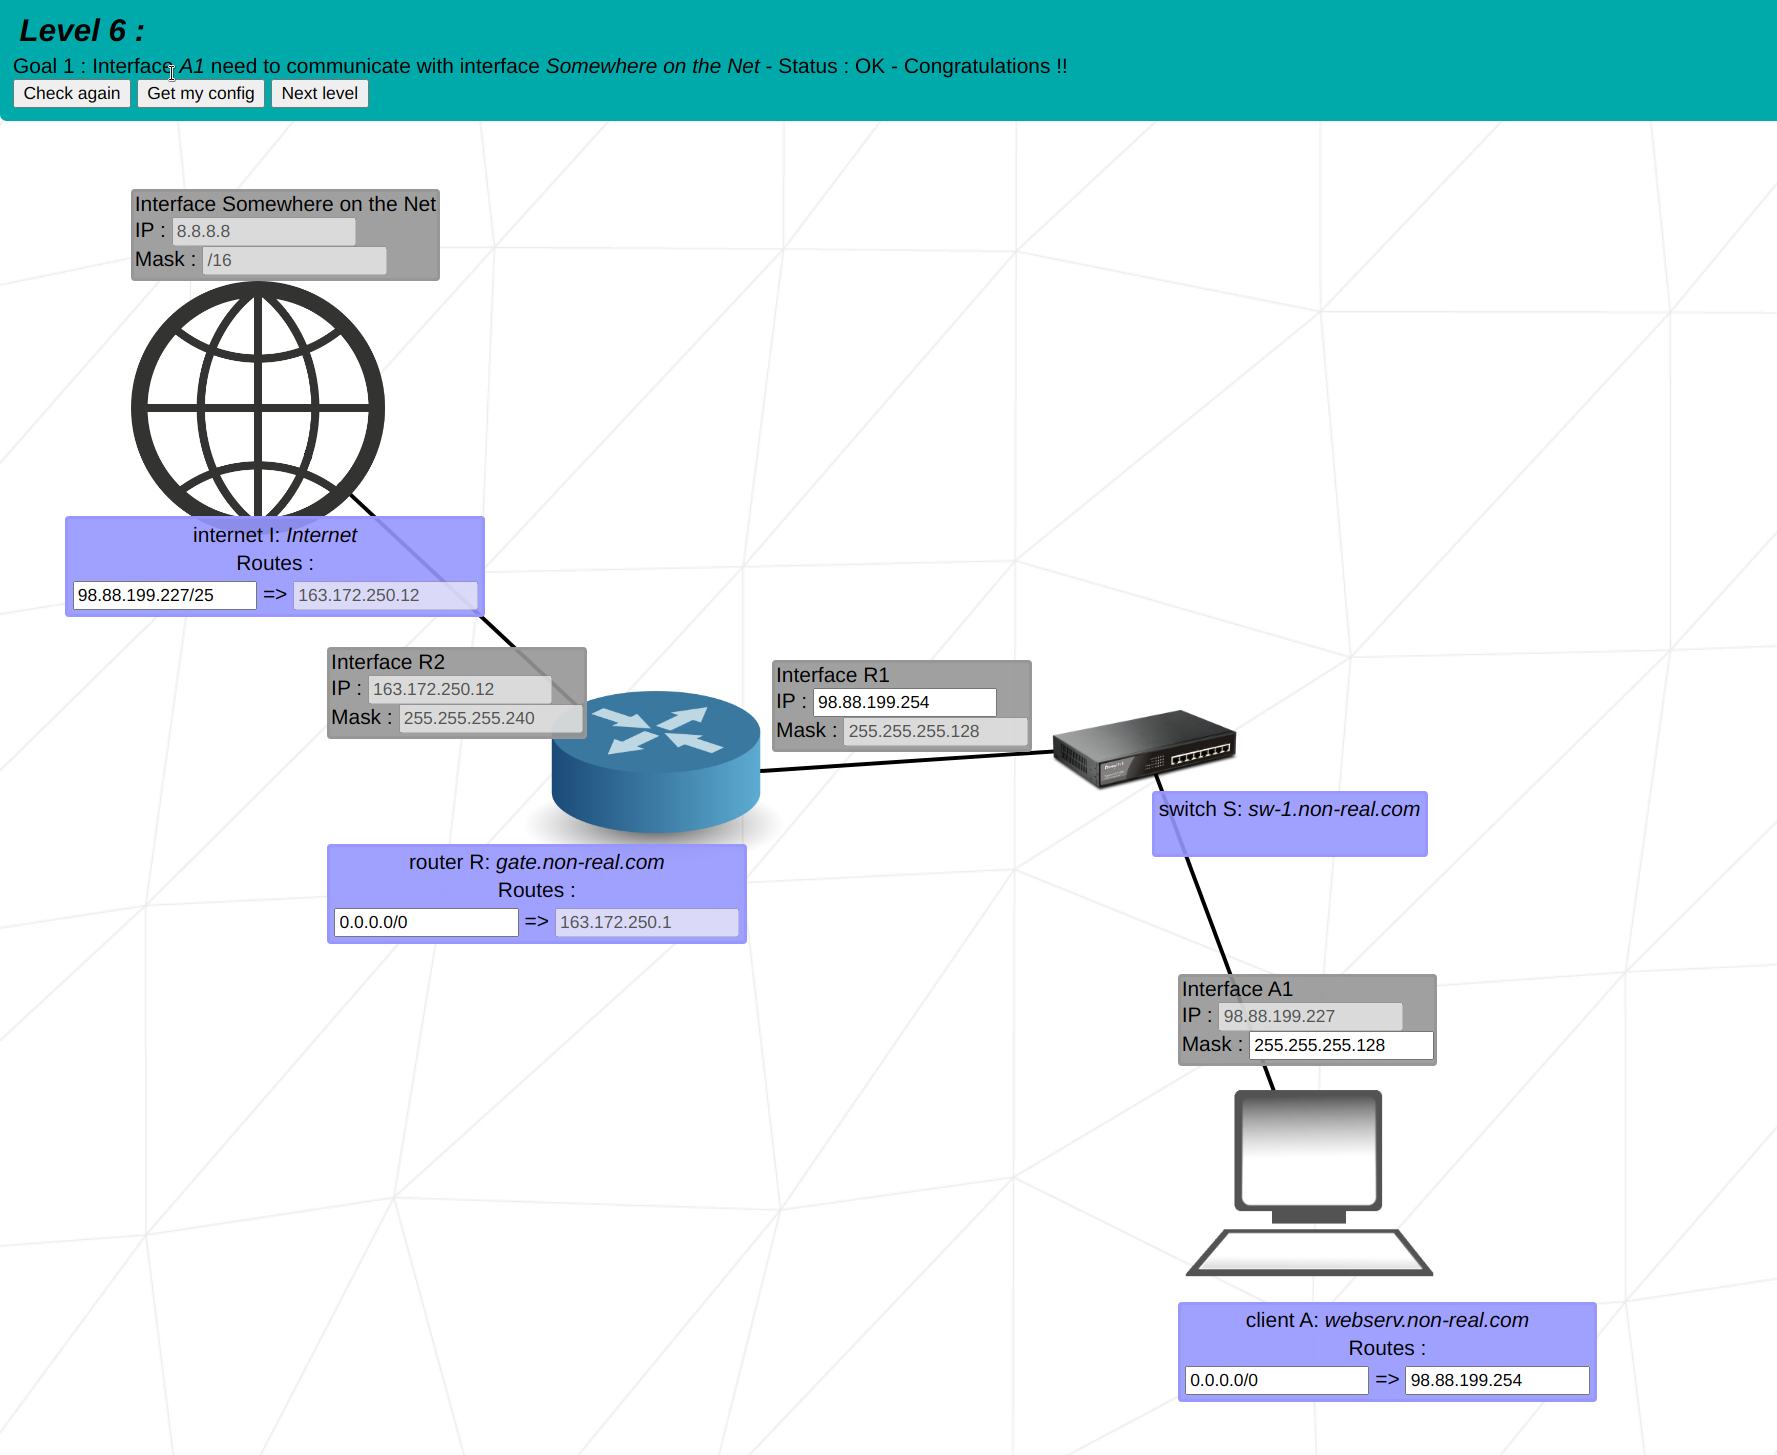 Level 6 :
Goal 1 : Interface A1 need to communicate with interface Somewhere on the Net - Status : OK - Congratulations !!
Check again Get my config Next level
Interface Somewhere on the Net
IP : 8.8.8.8
Mask : /16
internet I: Internet
Routes :
98.88.199.227/25 => 163.172.250.12
Interface R2
IP : 163.172.250.12
Mask : 255.255.255.240
Interface R1
IP : 98.88.199.254
Mask : 255.255.255.128
switch S: sw-1.non-real.com
router R: gate.non-real.com
Routes :
0.0.0.0/0 => 163.172.250.1
Interface A1
IP : 98.88.199.227
Mask : 255.255.255.128
client A: webserv.non-real.com
Routes :
0.0.0.0/0 => 98.88.199.254